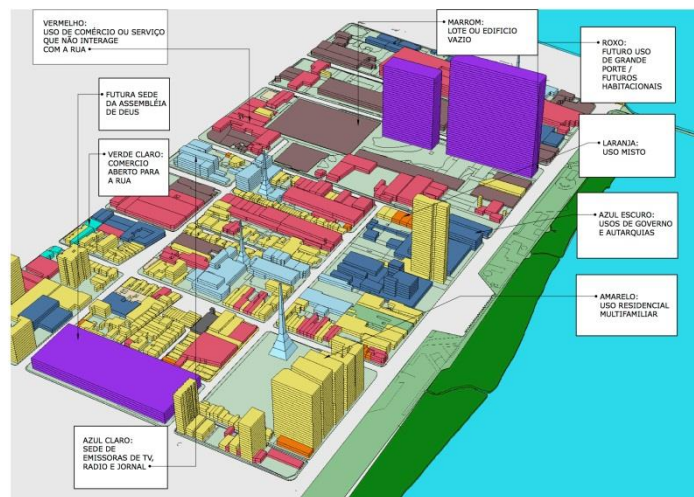 VERMELHO:
USO DE COMÉRCIO OU SERVIÇO
QUE NÃO INTERAGE
COM A RUA
MARROM:
LOTE OU EDIFICIO
VAZIO
ROXO:
FUTURO USO DE
GRANDE
PORTE /
FUTUROS
HABITACIONAIS
FUTURA SEDE
DA ASSEMBLÉIA
DE DEUS
VERDE CLARO:
COMERCIO
ABERTO PARA
A RUA
LARANJA:
USO MISTO
AZUL ESCURO:
USOS DE GOVERNO
E AUTARQUIAS
AMARELO:
USO RESIDENCIAL
MULTIFAMILIAR
AZUL CLARO:
SEDE DE
EMISSORAS DE TV,
RADIO E JORNAL